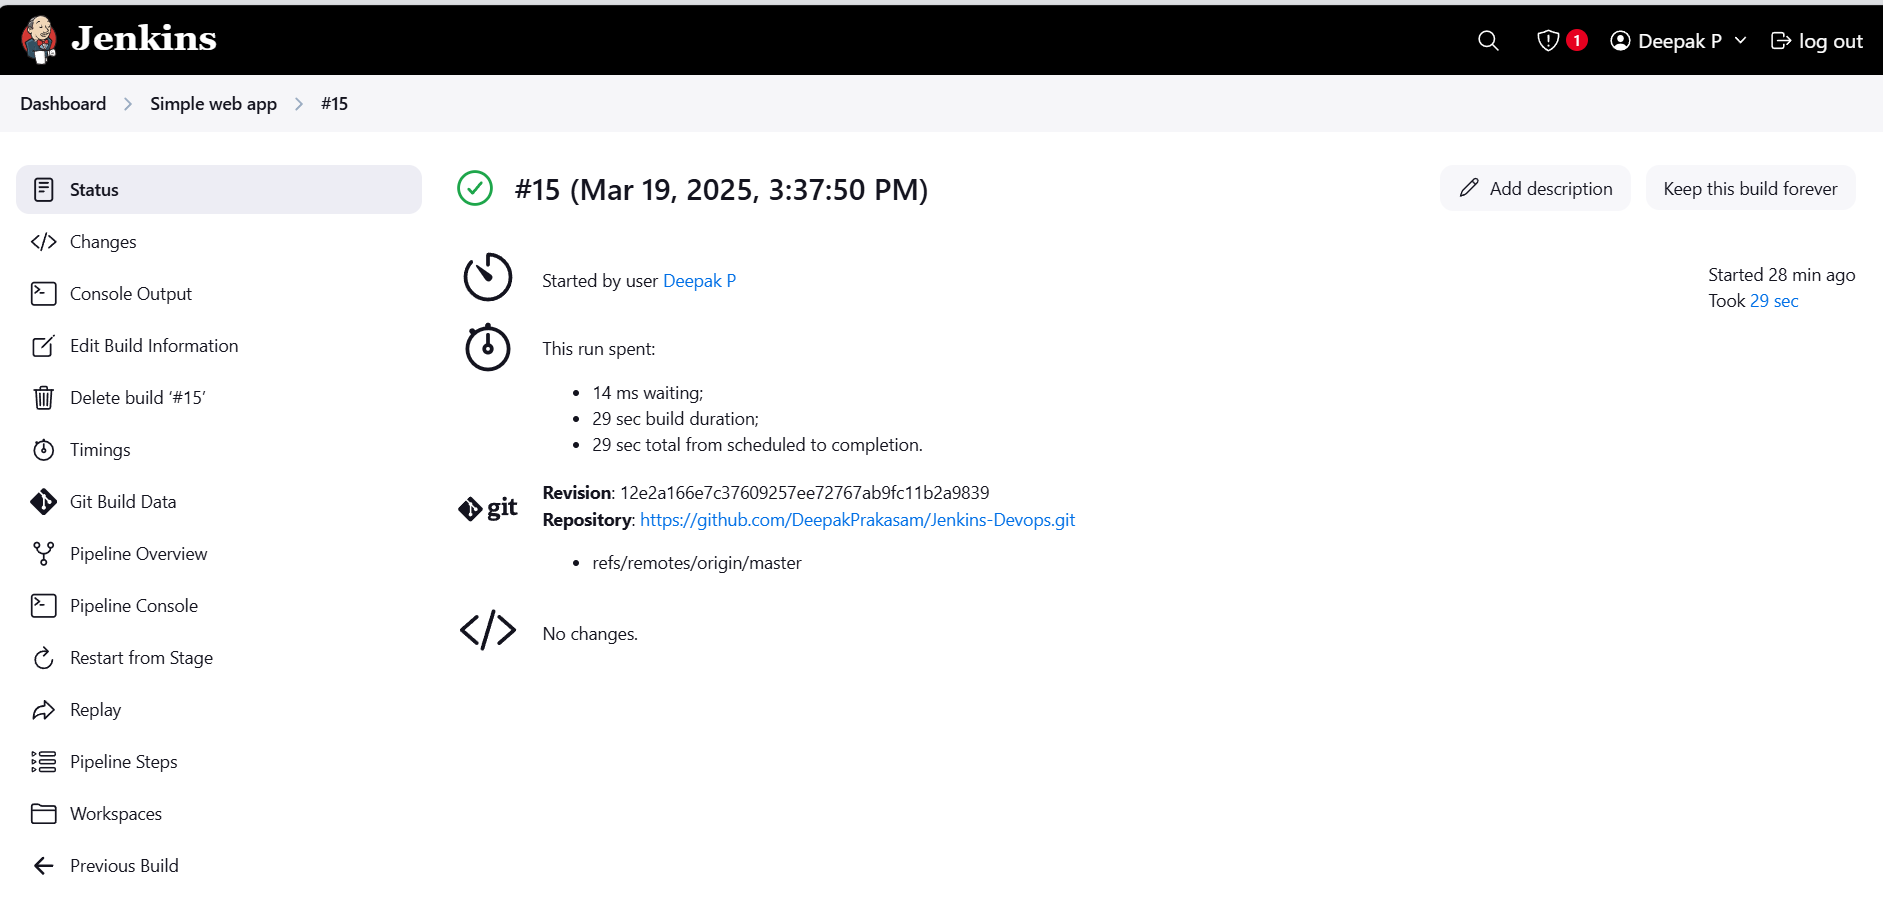 Jenkins
1
Deepak P
log out
Dashboard
Simple web app
#15
Status
Changes
Console Output
Edit Build Information
Delete build ‘#15’
Timings
Git Build Data
Pipeline Overview
Pipeline Console
Restart from Stage
Replay
Pipeline Steps
Workspaces
Previous Build
#15 (Mar 19, 2025, 3:37:50 PM)
Add description
Keep this build forever
Started by user Deepak P
Started 28 min ago
Took 29 sec
This run spent:
14 ms waiting;
29 sec build duration;
29 sec total from scheduled to completion.
git
Revision: 12e2a166e7c37609257ee72767ab9fc11b2a9839
Repository: https://github.com/DeepakPrakasam/Jenkins-Devops.git
refs/remotes/origin/master
No changes.